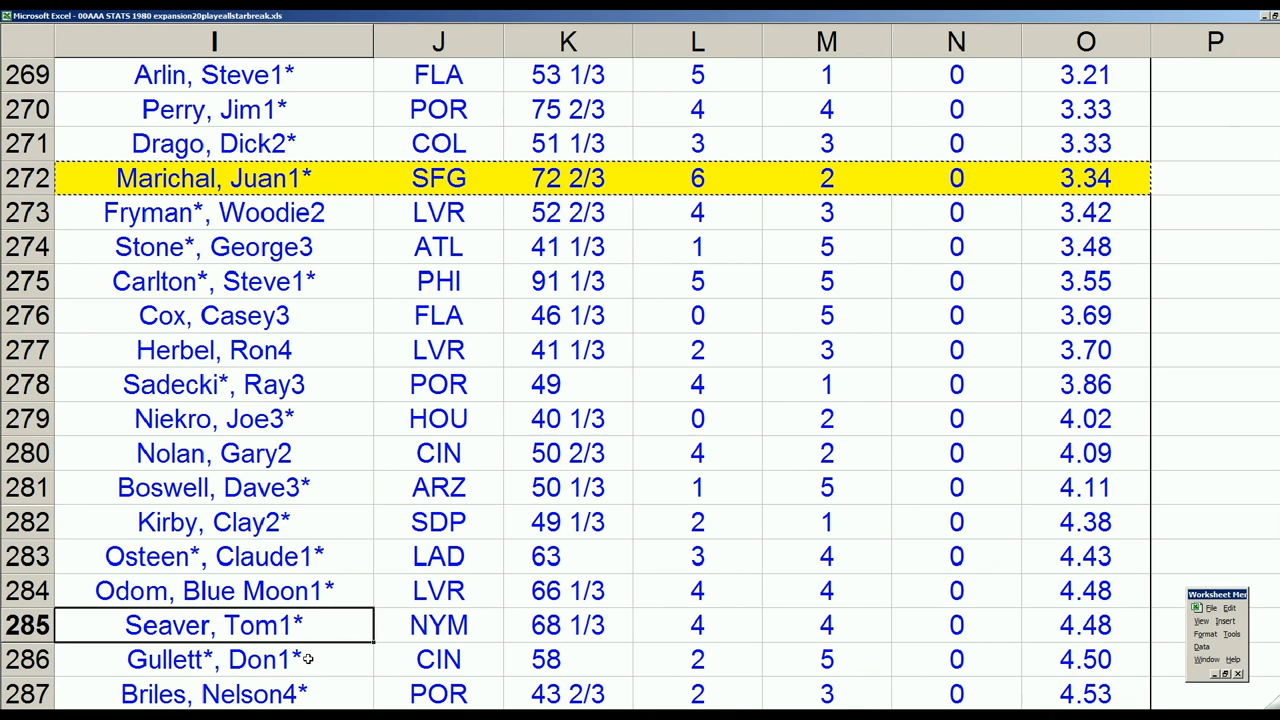 Microsoft Excel - 00AAA STATS 1980 expansion20playeallstarbreak.xls
I J K L M N O P
269 Arlin, Steve1* FLA 53 1/3 5 1 0 3.21
270 Perry, Jim1* POR 75 2/3 4 4 0 3.33
271 Drago, Dick2* COL 51 1/3 3 3 0 3.33
272 Marichal, Juan1* SFG 72 2/3 6 2 0 3.34
273 Fryman*, Woodie2 LVR 52 2/3 4 3 0 3.42
274 Stone*, George3 ATL 41 1/3 1 5 0 3.48
275 Carlton*, Steve1* PHI 91 1/3 5 5 0 3.55
276 Cox, Casey3 FLA 46 1/3 0 5 0 3.69
277 Herbel, Ron4 LVR 41 1/3 2 3 0 3.70
278 Sadecki*, Ray3 POR 49 4 1 0 3.86
279 Niekro, Joe3* HOU 40 1/3 0 2 0 4.02
280 Nolan, Gary2 CIN 50 2/3 4 2 0 4.09
281 Boswell, Dave3* ARZ 50 1/3 1 5 0 4.11
282 Kirby, Clay2* SDP 49 1/3 2 1 0 4.38
283 Osteen*, Claude1* LAD 63 3 4 0 4.43
284 Odom, Blue Moon1* LVR 66 1/3 4 4 0 4.48
285 Seaver, Tom1* NYM 68 1/3 4 4 0 4.48
286 Gullett*, Don1* CIN 58 2 5 0 4.50
287 Briles, Nelson4* POR 43 2/3 2 3 0 4.53
Worksheet Mer
File Edit
View Insert
Format Tools
Data
Window Help